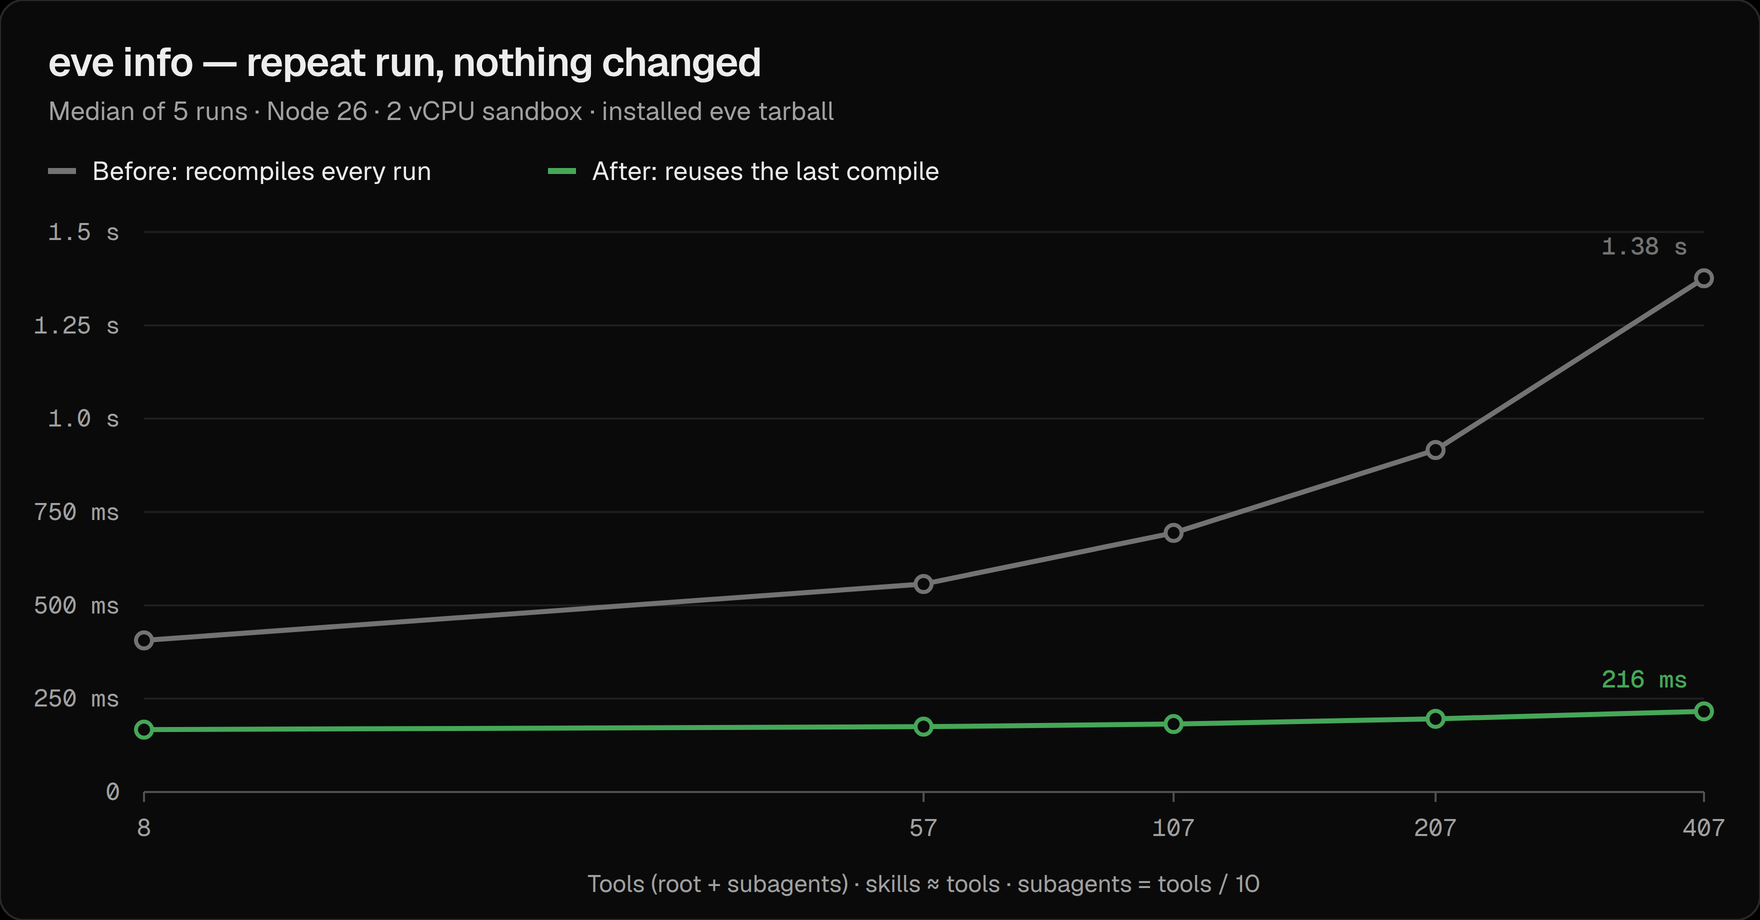 eve info — repeat run, nothing changed
Median of 5 runs · Node 26 · 2 vCPU sandbox · installed eve tarball
Before: recompiles every run
After: reuses the last compile
1.5 s
1.38 s
1.25 s
1.0 s
750 ms
500 ms
216 ms
250 ms
0
8 57 107 207 407
Tools (root + subagents) · skills ≈ tools · subagents = tools / 10